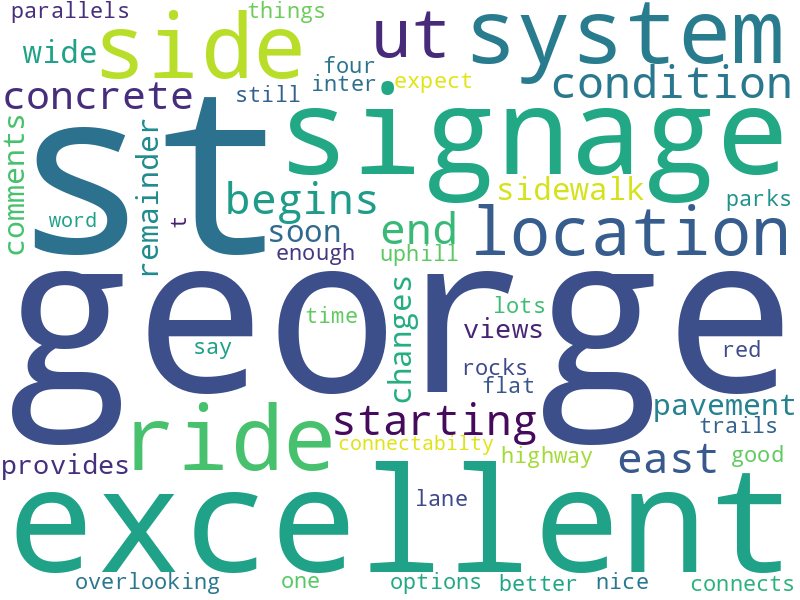 parallels things
side ut system
wide four condition
concrete still inter expect
st signage
comments
remainder
word t begins sidewalk parks
soon end location
enough uphill
george
time changes lots
say views red
rocks
flat
ride starting pavement
connectabilty trails
provides highway east good
excellent
lane
overlooking one options better nice connects